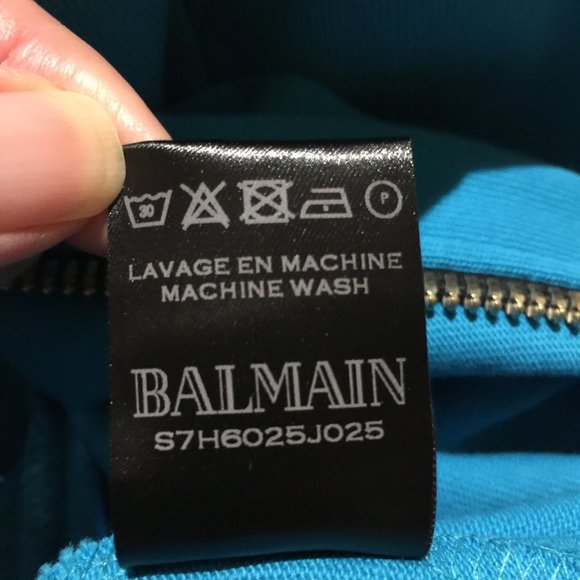 30 P
LAVAGE EN MACHINE
MACHINE WASH
BALMAIN
S7H6025J025